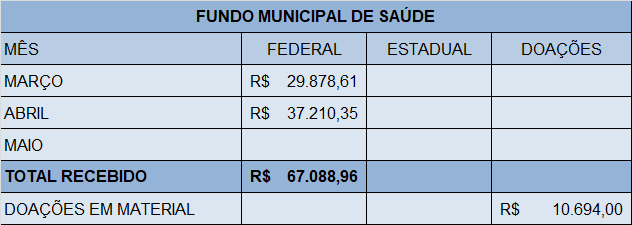 FUNDO MUNICIPAL DE SAÚDE
MÊS FEDERAL ESTADUAL DOAÇÕES
MARÇO R$ 29.878,61
ABRIL R$ 37.210,35
MAIO
TOTAL RECEBIDO R$ 67.088,96
DOAÇÕES EM MATERIAL R$ 10.694,00